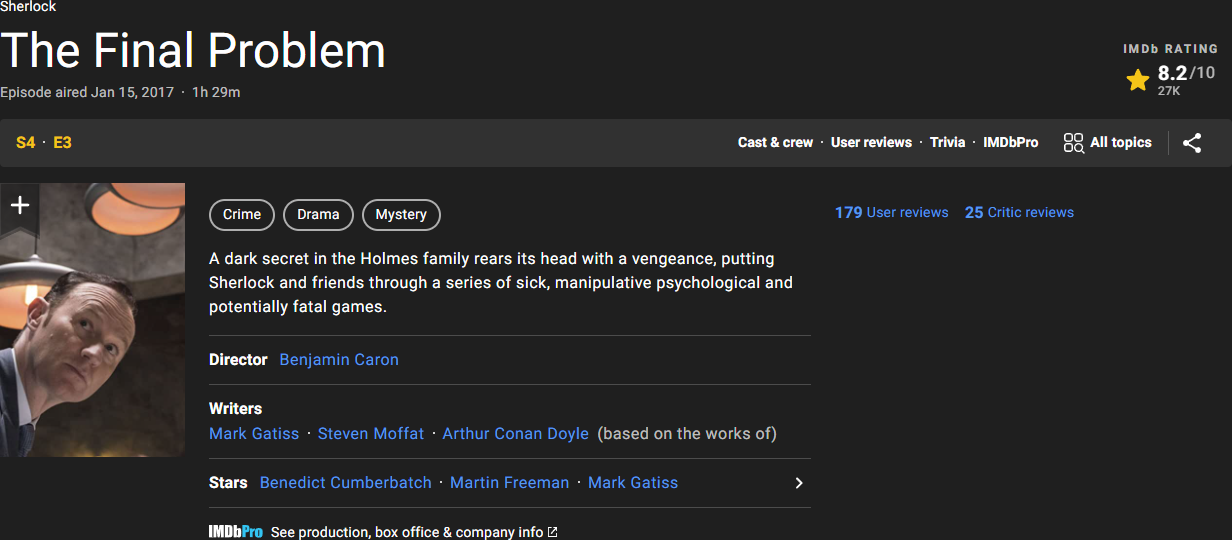 Sherlock
The Final Problem
Episode aired Jan 15, 2017 · 1h 29m
IMDb RATING
8.2/10
27K
S4 · E3
Cast & crew · User reviews · Trivia · IMDbPro All topics
Crime Drama Mystery
179 User reviews 25 Critic reviews
A dark secret in the Holmes family rears its head with a vengeance, putting
Sherlock and friends through a series of sick, manipulative psychological and
potentially fatal games.
Director Benjamin Caron
Writers
Mark Gatiss · Steven Moffat · Arthur Conan Doyle (based on the works of)
Stars Benedict Cumberbatch · Martin Freeman · Mark Gatiss
IMDbPro See production, box office & company info